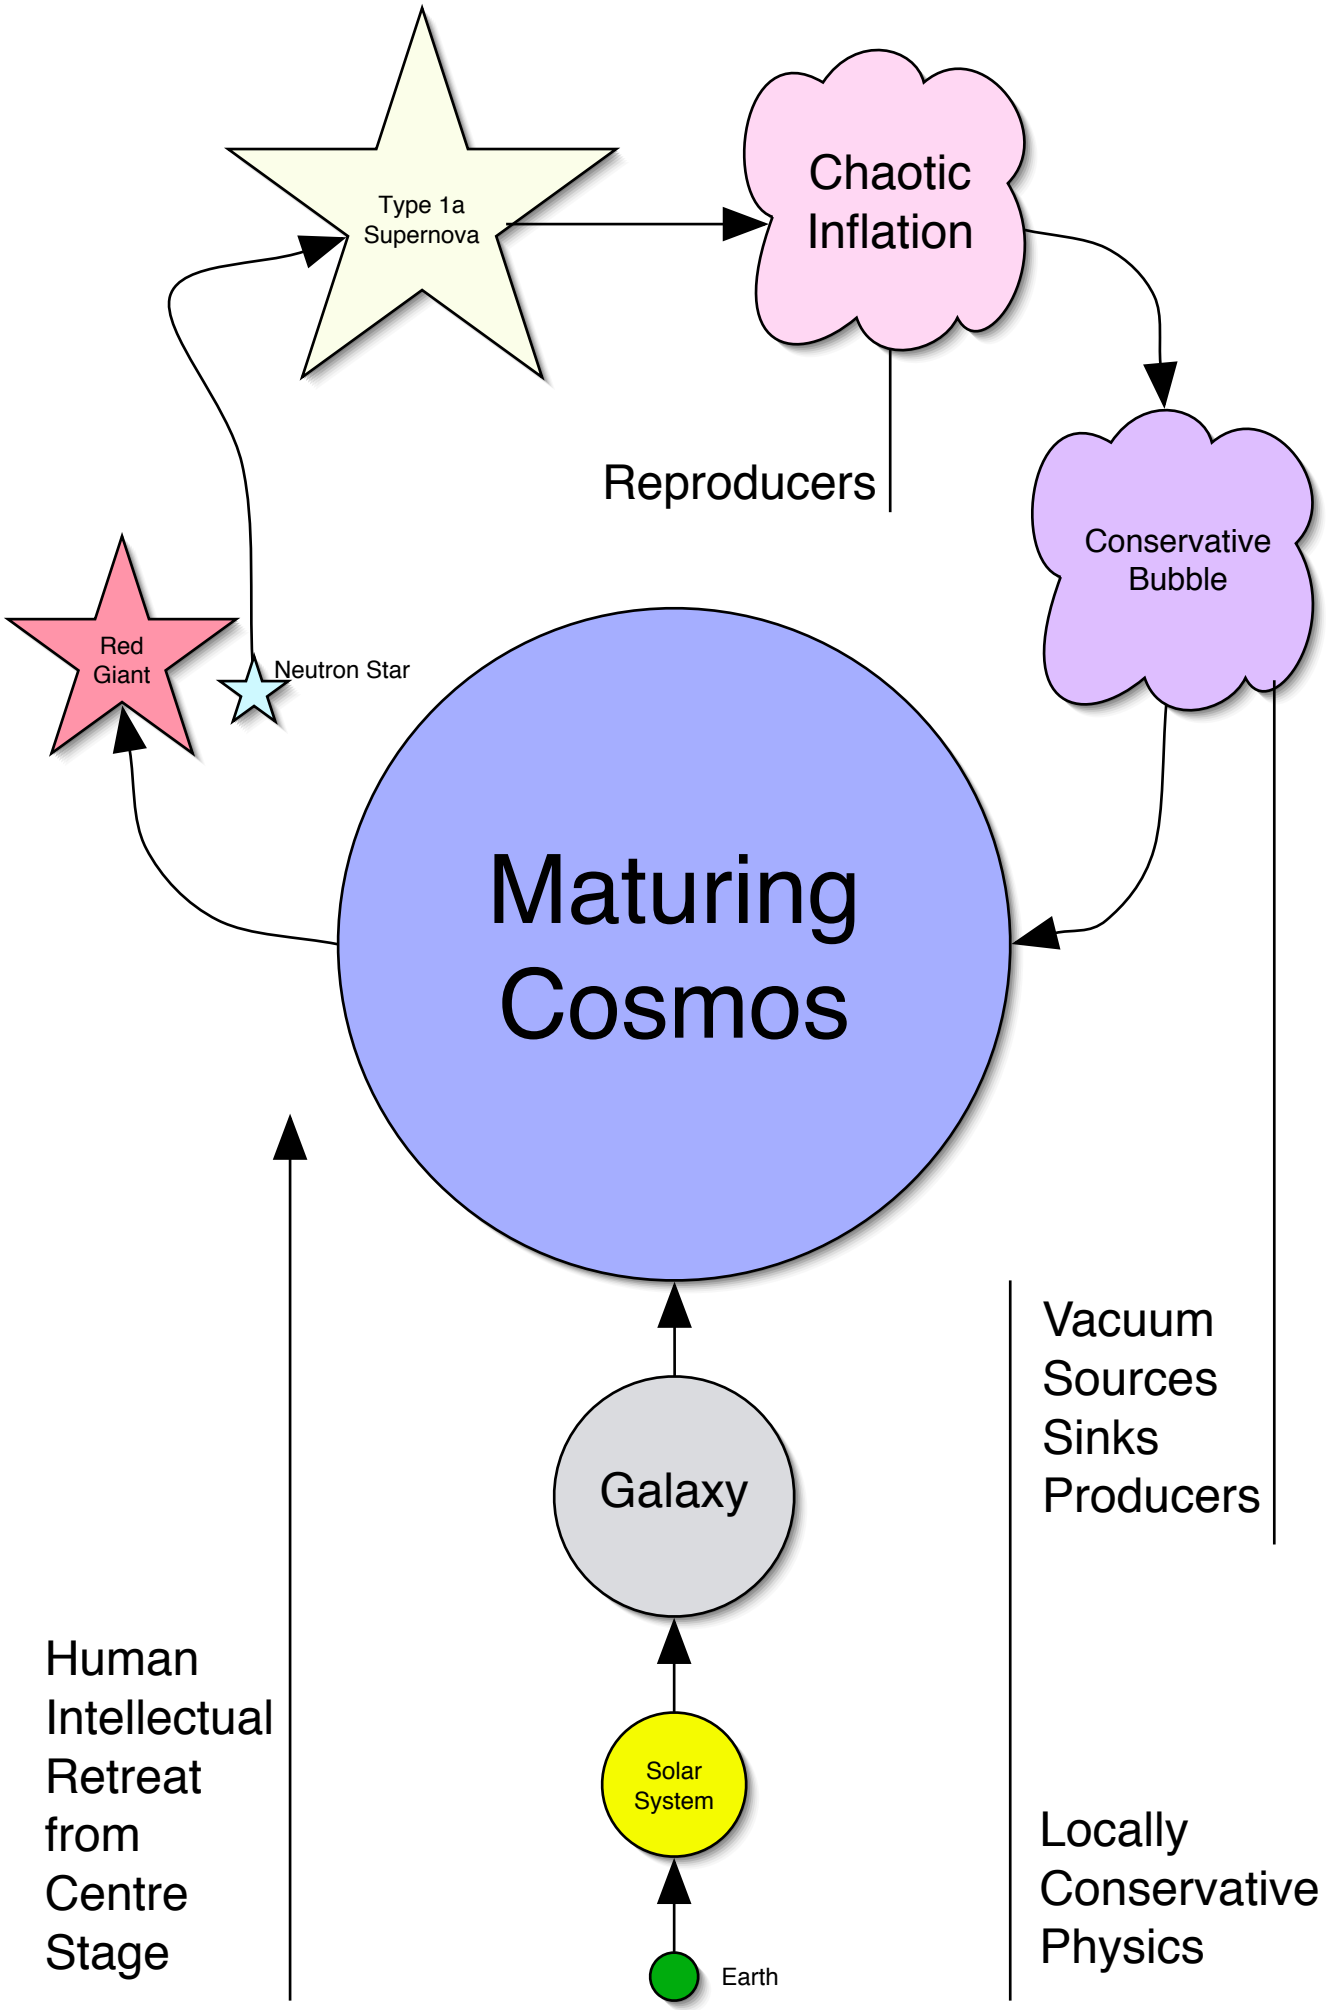 Type 1a
Supernova
Chaotic
Inflation
Reproducers
Conservative
Bubble
Red
Giant
Neutron Star
Maturing
Cosmos
Vacuum
Sources
Sinks
Producers
Galaxy
Human
Intellectual
Retreat
from
Centre
Stage
Solar
System
Locally
Conservative
Physics
Earth